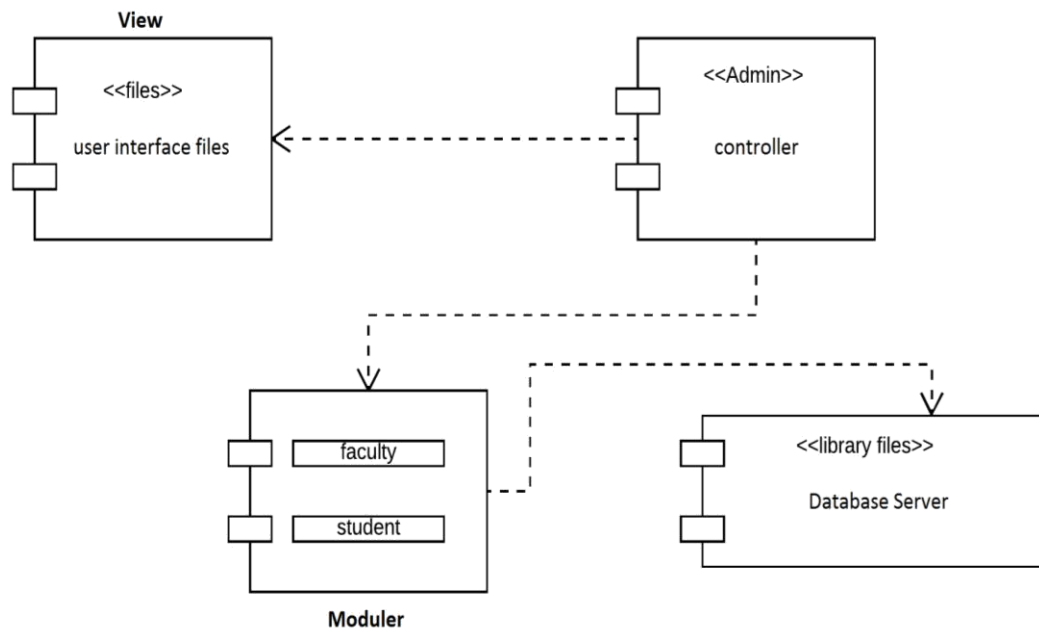 View
<<files>>
user interface files
<<Admin>>
controller
faculty
student
Moduler
<<library files>>
Database Server